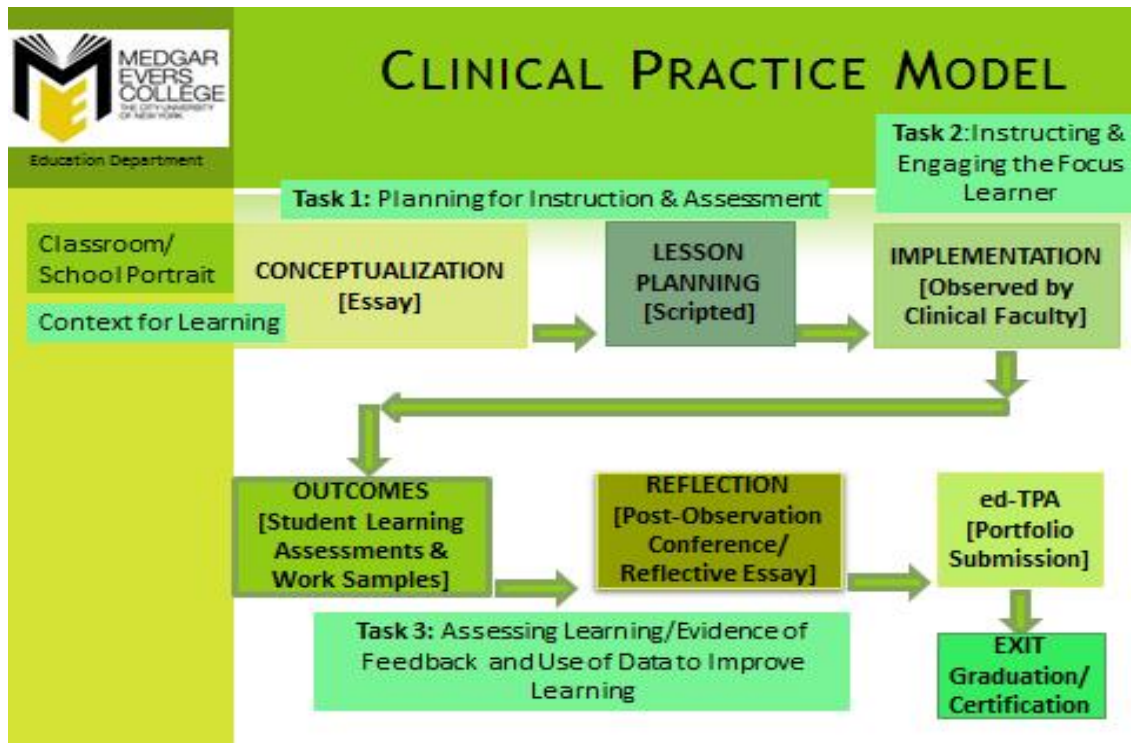 MEDGAR
EVERS
COLLEGE
THE CITY UNIVERSITY
OF NEW YORK
Education Department
CLINICAL PRACTICE MODEL
Task 1: Planning for Instruction & Assessment
Task 2:Instructing &
Engaging the Focus
Learner
Classroom/
School Portrait
Context for Learning
CONCEPTUALIZATION
[Essay]
LESSON
PLANNING
[Scripted]
IMPLEMENTATION
[Observed by
Clinical Faculty]
OUTCOMES
[Student Learning
Assessments &
Work Samples]
REFLECTION
[Post-Observation
Conference/
Reflective Essay]
ed-TPA
[Portfolio
Submission]
Task 3: Assessing Learning/Evidence of
Feedback and Use of Data to Improve
Learning
EXIT
Graduation/
Certification